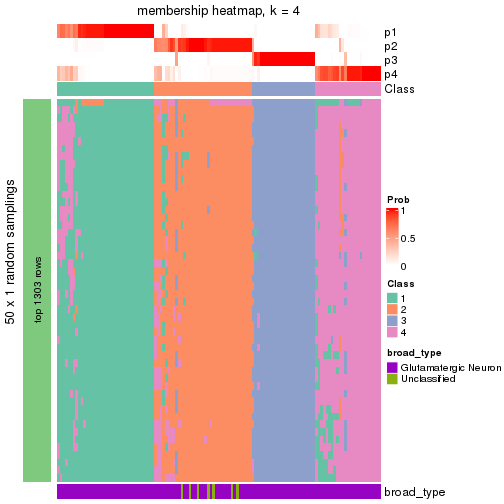 membership heatmap, k = 4
p1
p2
p3
p4
Class
50 x 1 random samplings
top 1303 rows
Prob
1
0.5
0
Class
1
2
3
4
broad_type
Glutamatergic Neuron
Unclassified
broad_type